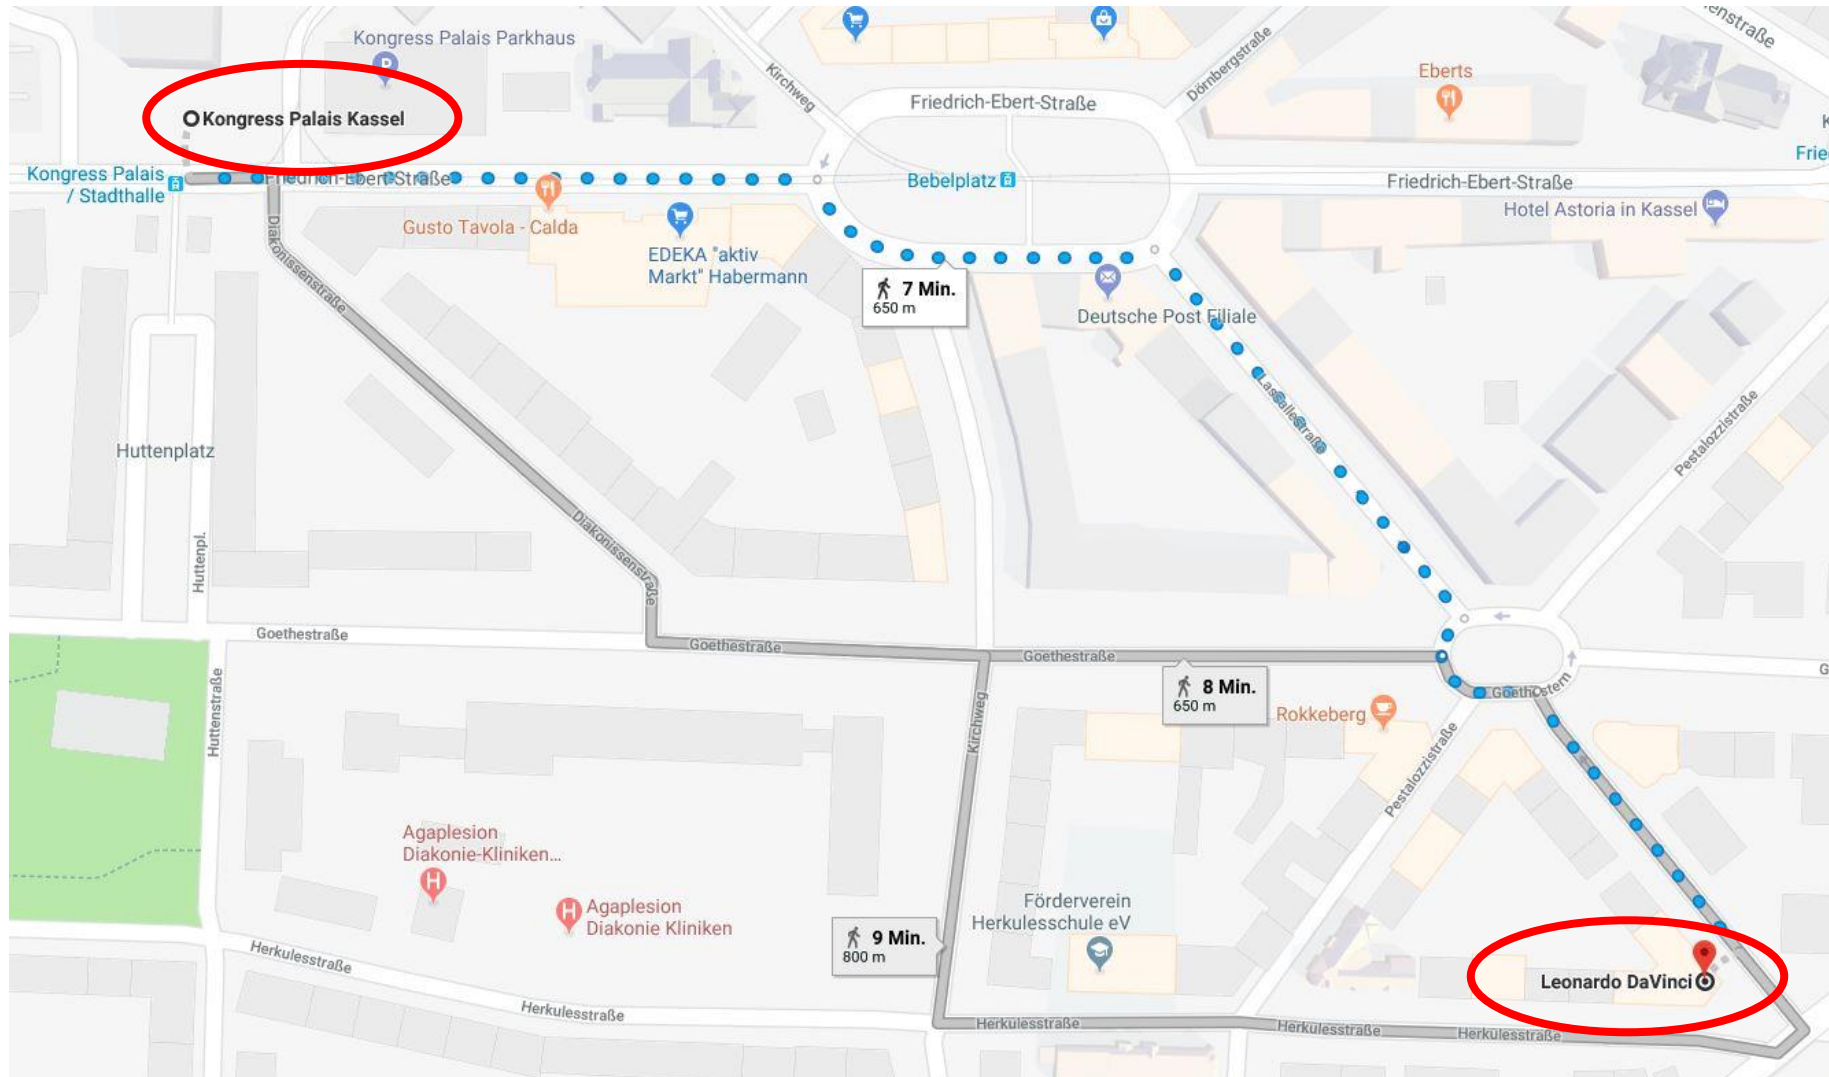 Kongress Palais Parkhaus
P
Kongress Palais Kassel
Kongress Palais
/ Stadthalle
Friedrich-Ebert-Straße
Kirchweg
Friedrich-Ebert-Straße
Dörnbergstraße
Eberts
Bebelplatz
Friedrich-Ebert-Straße
Hotel Astoria in Kassel
Gusto Tavola - Calda
EDEKA "aktiv
Markt" Habermann
7 Min.
650 m
Deutsche Post Filiale
Diakonissenstraße
Lassallestraße
Pestalozzistraße
Huttenplatz
Huttenpl.
Diakonissenstraße
Goethestraße
Goethestraße
Goethestraße
8 Min.
650 m
Goethestern
Rokkeberg
Huttenstraße
Kirchweg
Pestalozzistraße
Agaplesion
Diakonie-Kliniken...
H
H
Agaplesion
Diakonie Kliniken
Förderverein
Herkulesschule eV
9 Min.
800 m
Leonardo DaVinci
Herkulesstraße
Herkulesstraße
Herkulesstraße
Herkulesstraße
Herkulesstraße